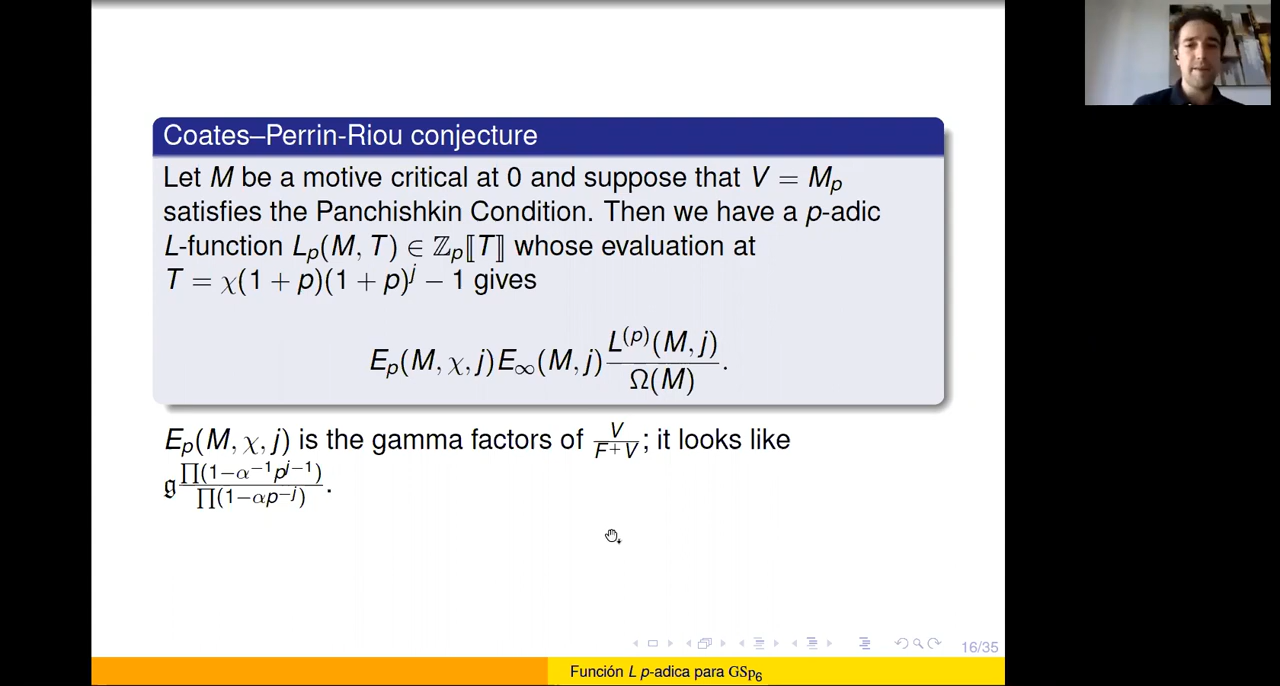 Coates–Perrin-Riou conjecture
Let M be a motive critical at 0 and suppose that V = M_p
satisfies the Panchishkin Condition. Then we have a p-adic
L-function L_p(M, T) ∈ ℤ_p⟦T⟧ whose evaluation at
T = χ(1 + p)(1 + p)^j − 1 gives
E_p(M, χ, j)E_∞(M, j) L^(p)(M, j) / Ω(M) .
E_p(M, χ, j) is the gamma factors of V / F⁺V ; it looks like
𝔤 ∏(1−α⁻¹p^{j−1}) / ∏(1−αp^{−j}) .
16/35
Función L p-adica para GSp₆